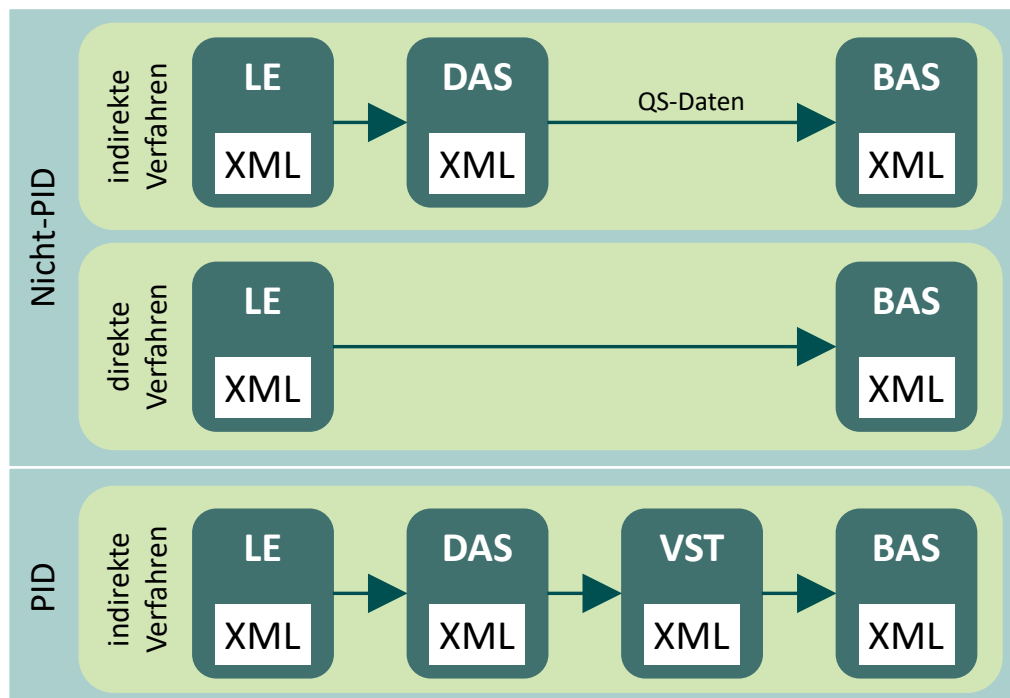 Nicht-PID
indirekte
Verfahren
LE
XML
DAS
XML
QS-Daten
BAS
XML
direkte
Verfahren
LE
XML
BAS
XML
PID
indirekte
Verfahren
LE
XML
DAS
XML
VST
XML
BAS
XML